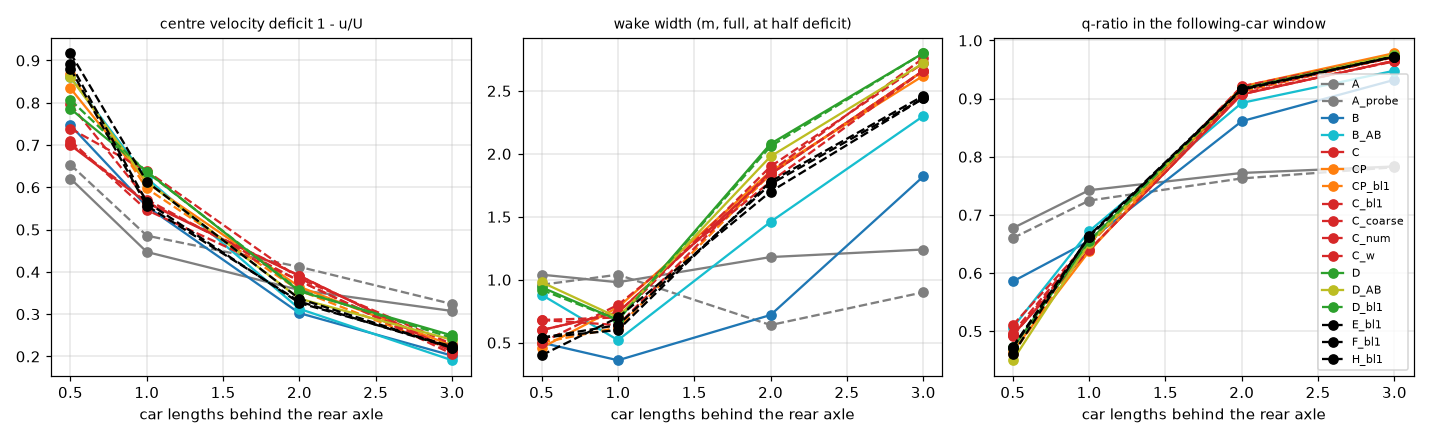 centre velocity deficit 1 - u/U
0.9
0.8
0.7
0.6
0.5
0.4
0.3
0.2
0.5
1.0
1.5
2.0
2.5
3.0
car lengths behind the rear axle
wake width (m, full, at half deficit)
2.5
2.0
1.5
1.0
0.5
0.5
1.0
1.5
2.0
2.5
3.0
car lengths behind the rear axle
q-ratio in the following-car window
1.0
0.9
0.8
0.7
0.6
0.5
0.5
1.0
1.5
2.0
2.5
3.0
car lengths behind the rear axle
A
A_probe
B
B_AB
C
CP
CP_bl1
C_bl1
C_coarse
C_num
C_w
D
D_AB
D_bl1
E_bl1
F_bl1
H_bl1